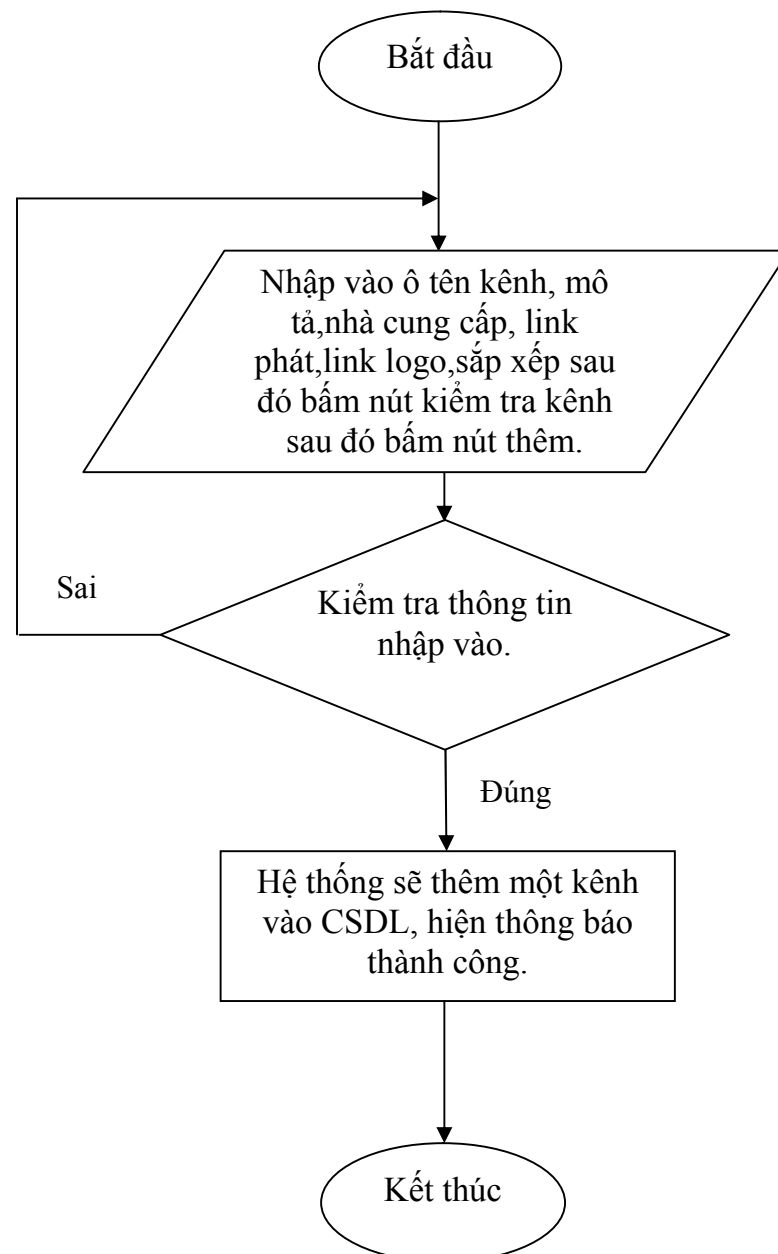 Bắt đầu
Nhập vào ô tên kênh, mô
tả,nhà cung cấp, link
phát,link logo,sắp xếp sau
đó bấm nút kiểm tra kênh
sau đó bấm nút thêm.
Sai
Kiểm tra thông tin
nhập vào.
Đúng
Hệ thống sẽ thêm một kênh
vào CSDL, hiện thông báo
thành công.
Kết thúc